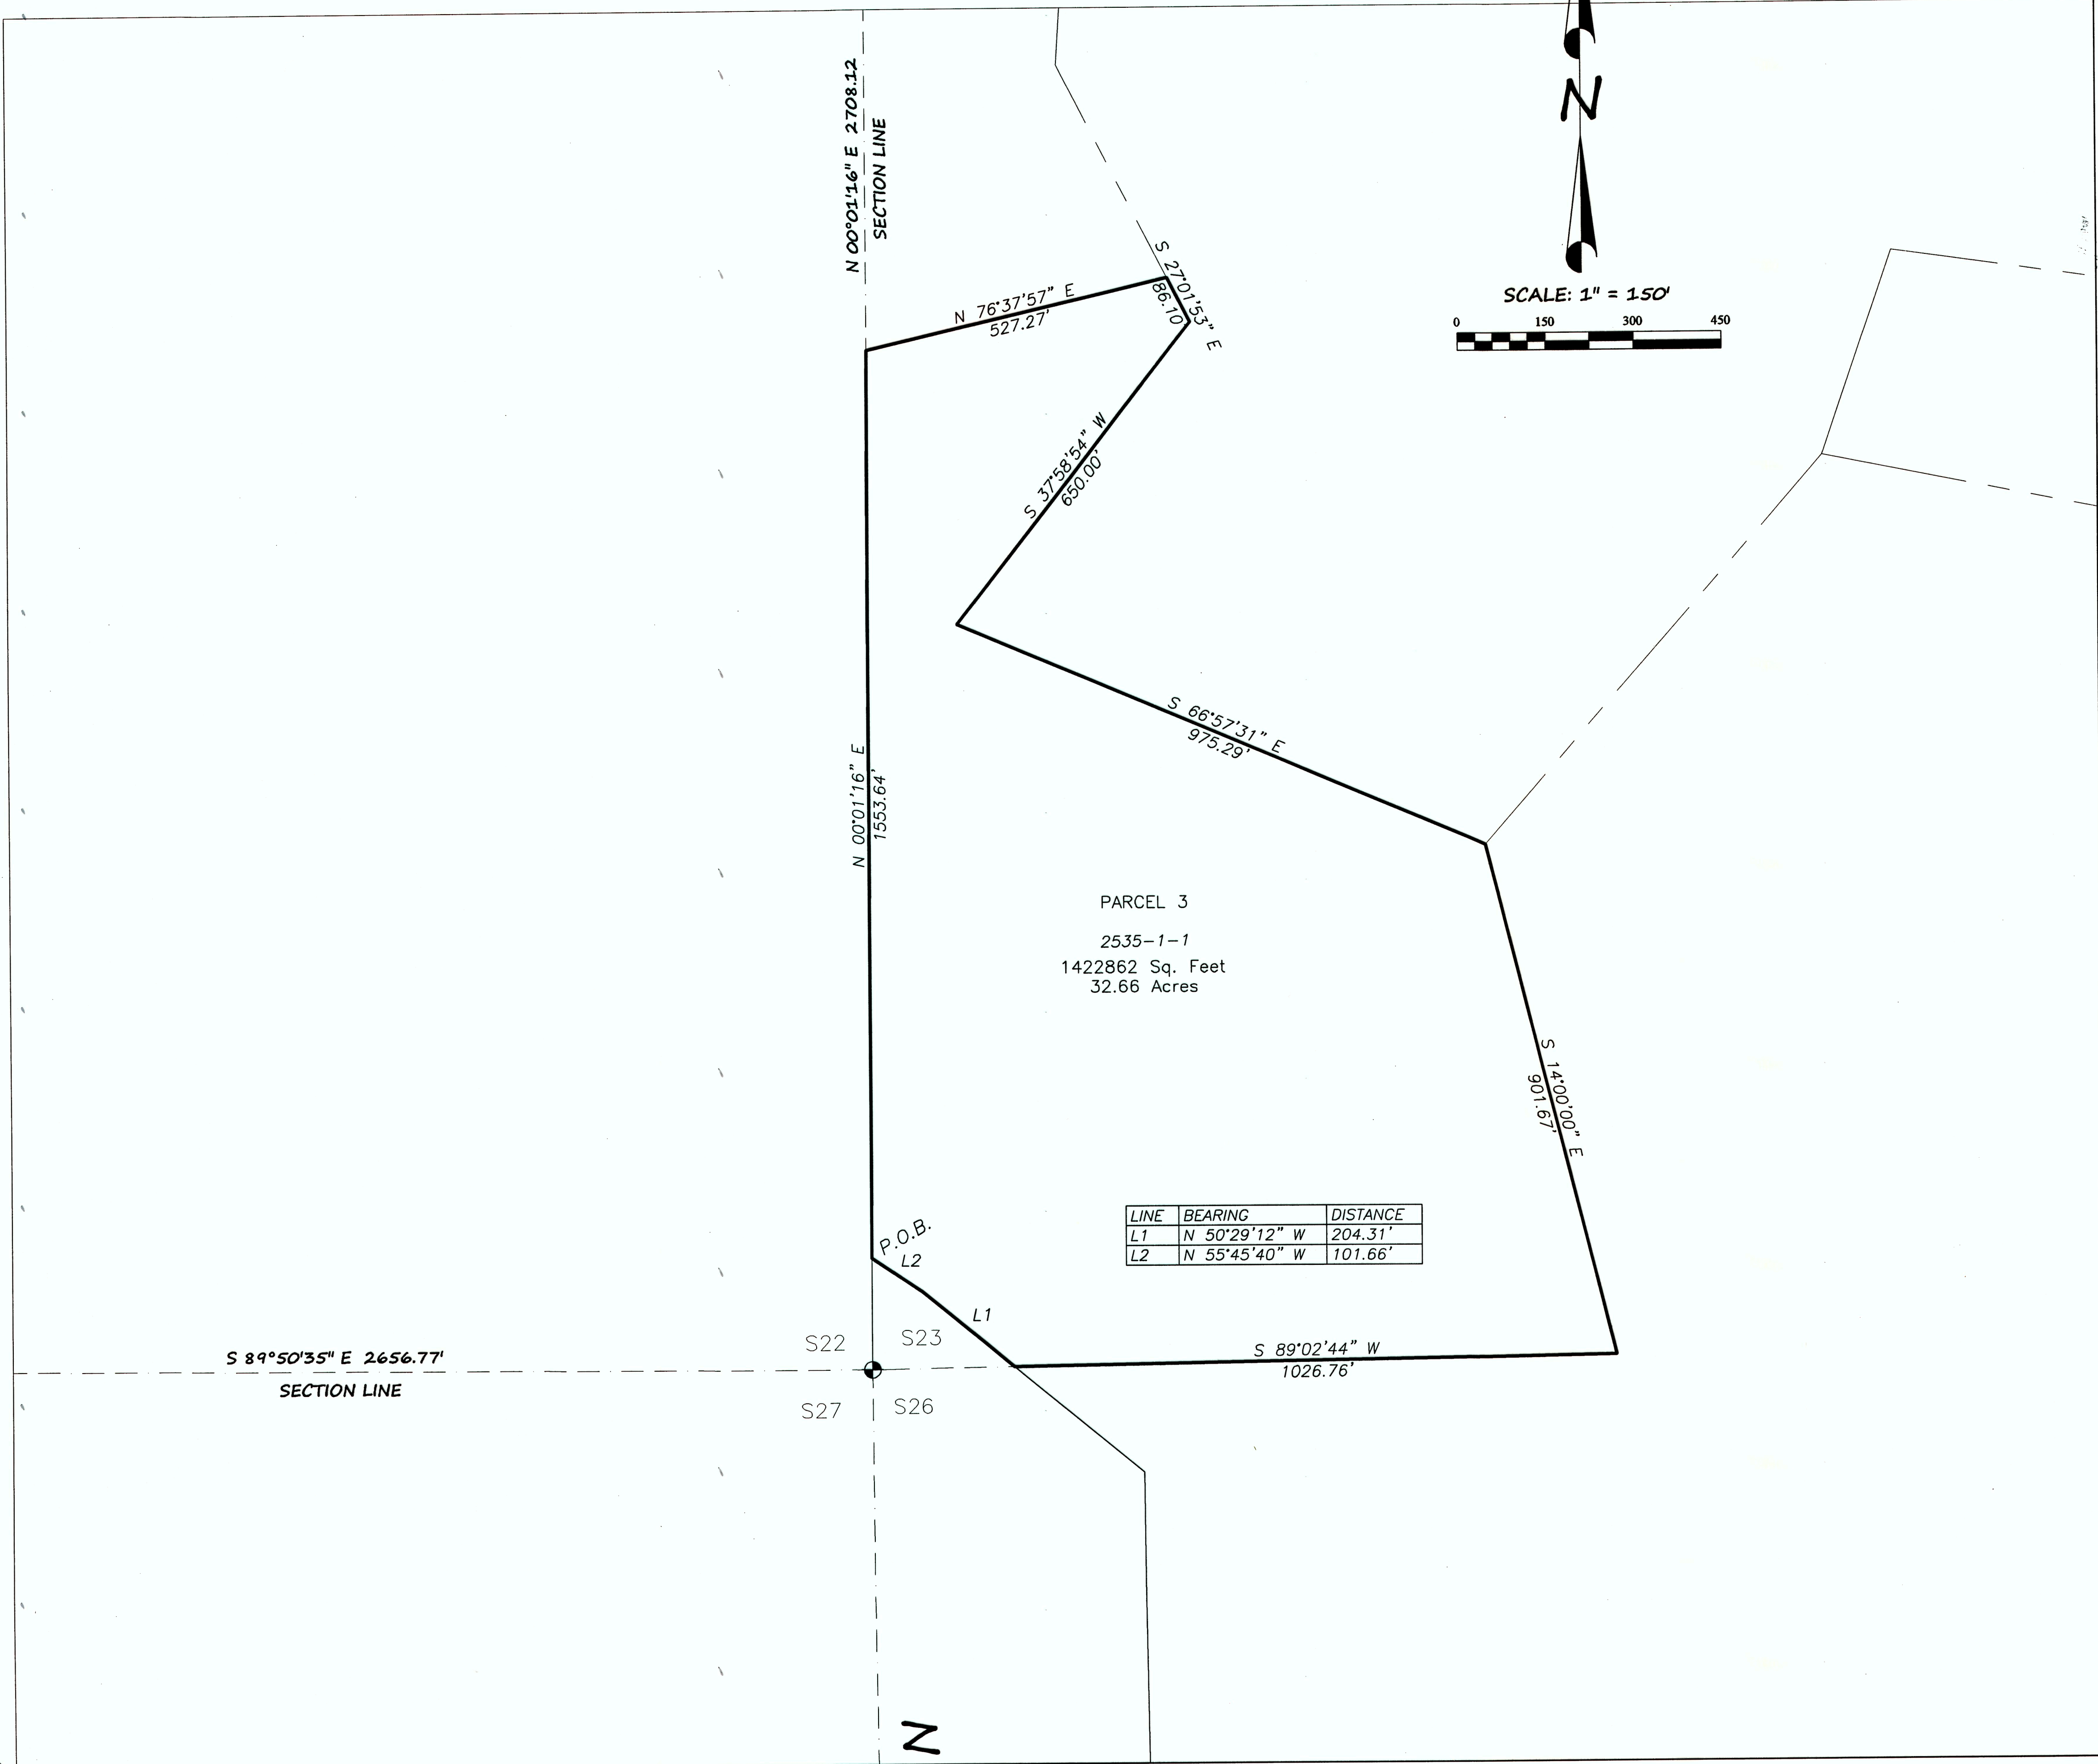 N 00°01'16" E 2708.12
SECTION LINE
N
SCALE: 1" = 150'
0 150 300 450
S 27°01'53" E
86.10'
N 76°37'57" E
527.27'
S 37°58'54" W
650.00'
S 66°57'31" E
975.29'
N 00°01'16" E
1553.64'
PARCEL 3
2535-1-1
1422862 Sq. Feet
32.66 Acres
S 14°00'00" E
901.67'
LINE BEARING DISTANCE
L1 N 50°29'12" W 204.31'
L2 N 55°45'40" W 101.66'
P.O.B.
L2
L1
S22 S23
S 89°50'35" E 2656.77'
SECTION LINE
S 89°02'44" W
1026.76'
S27 S26
N